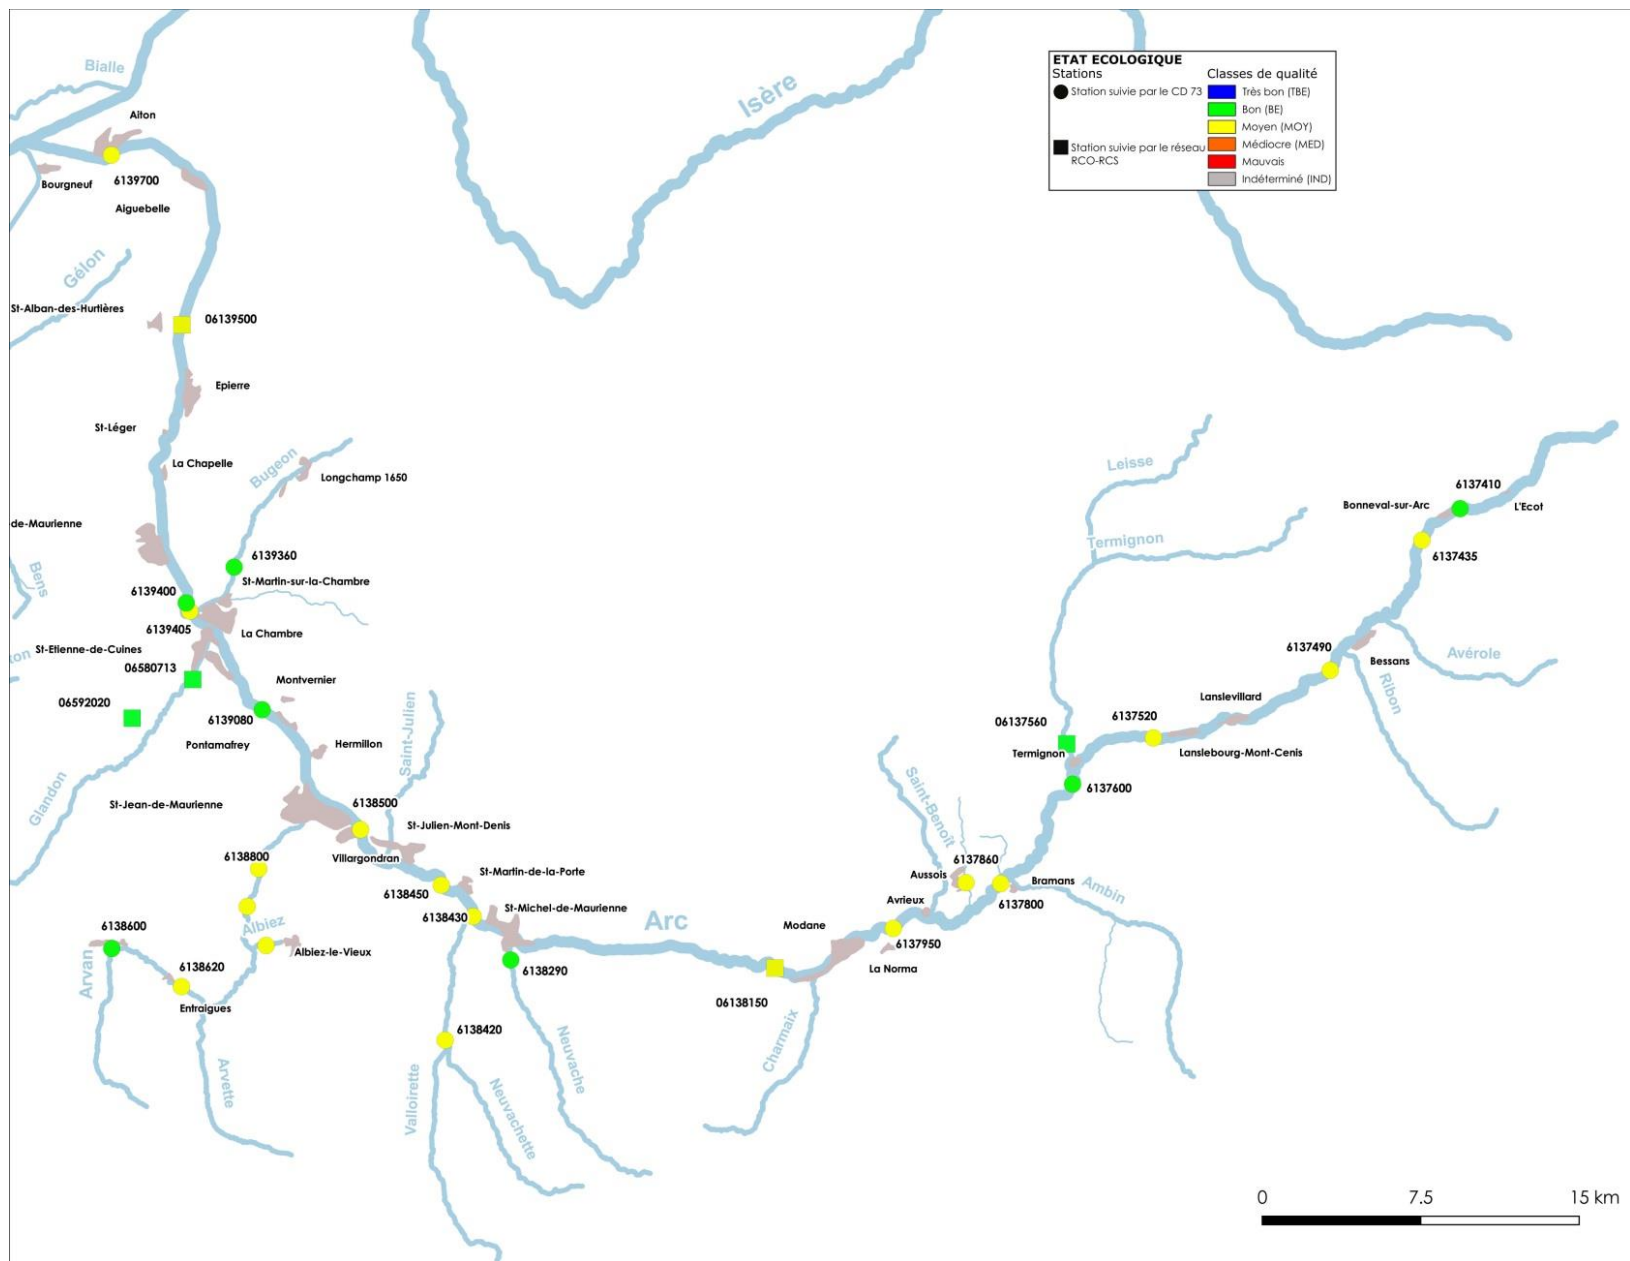 Bialle
Aiton
Bourgneuf
6139700
Aiguebelle
Isère
ETAT ECOLOGIQUE
Stations
Classes de qualité
Station suivie par le CD 73
Très bon (TBE)
Bon (BE)
Moyen (MOY)
Station suivie par le réseau
RCO-RCS
Médiocre (MED)
Mauvais
Indéterminé (IND)
Gélon
St-Alban-des-Hurtières
06139500
Epierre
St-Léger
La Chapelle
Bugeon
Longchamp 1650
de-Maurienne
Bens
6139360
St-Martin-sur-la-Chambre
6139400
6139405
La Chambre
St-Etienne-de-Cuines
ton
06580713
Montvernier
06592020
6139080
Pontamafrey
Hermillon
Saint-Julien
Glandon
St-Jean-de-Maurienne
6138500
St-Julien-Mont-Denis
Villargondran
6138800
St-Martin-de-la-Porte
6138450
6138430
St-Michel-de-Maurienne
Albiez
Albiez-le-Vieux
6138600
Arvan
6138620
Entraigues
Arvette
6138290
6138420
Valloirette
Neuvachette
Neuvache
Arc
Modane
06138150
Charmaix
La Norma
6137950
Avrieux
Aussois
Saint-Benoît
6137860
6137800
Bramans
Ambin
Leisse
Termignon
06137560
Termignon
6137600
6137520
Lanslebourg-Mont-Cenis
Lanslevillard
6137490
Bessans
Ribon
Avérole
6137410
Bonneval-sur-Arc
L'Ecot
6137435
0
7.5
15 km